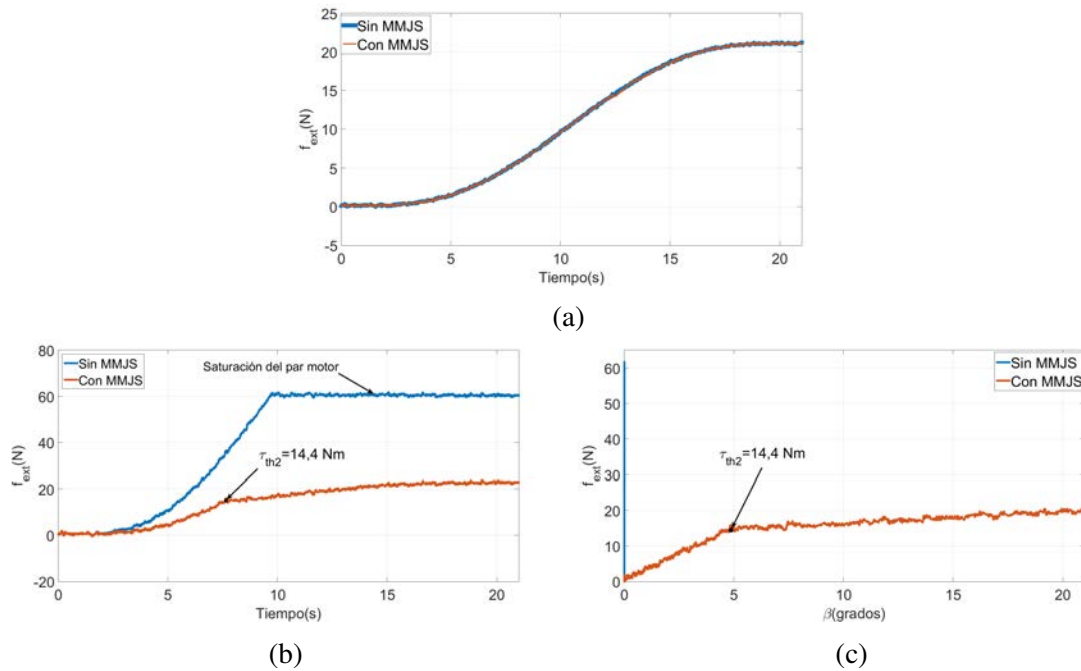 25
20
15
10
5
0
-5
f_ext(N)
Sin MMJS
Con MMJS
0
5
10
15
20
Tiempo(s)
(a)
80
60
40
20
0
-20
f_ext(N)
Sin MMJS
Con MMJS
Saturación del par motor
τ_th2=14,4 Nm
0
5
10
15
20
Tiempo(s)
(b)
60
50
40
30
20
10
0
f_ext(N)
Sin MMJS
Con MMJS
τ_th2=14,4 Nm
0
5
10
15
20
β(grados)
(c)